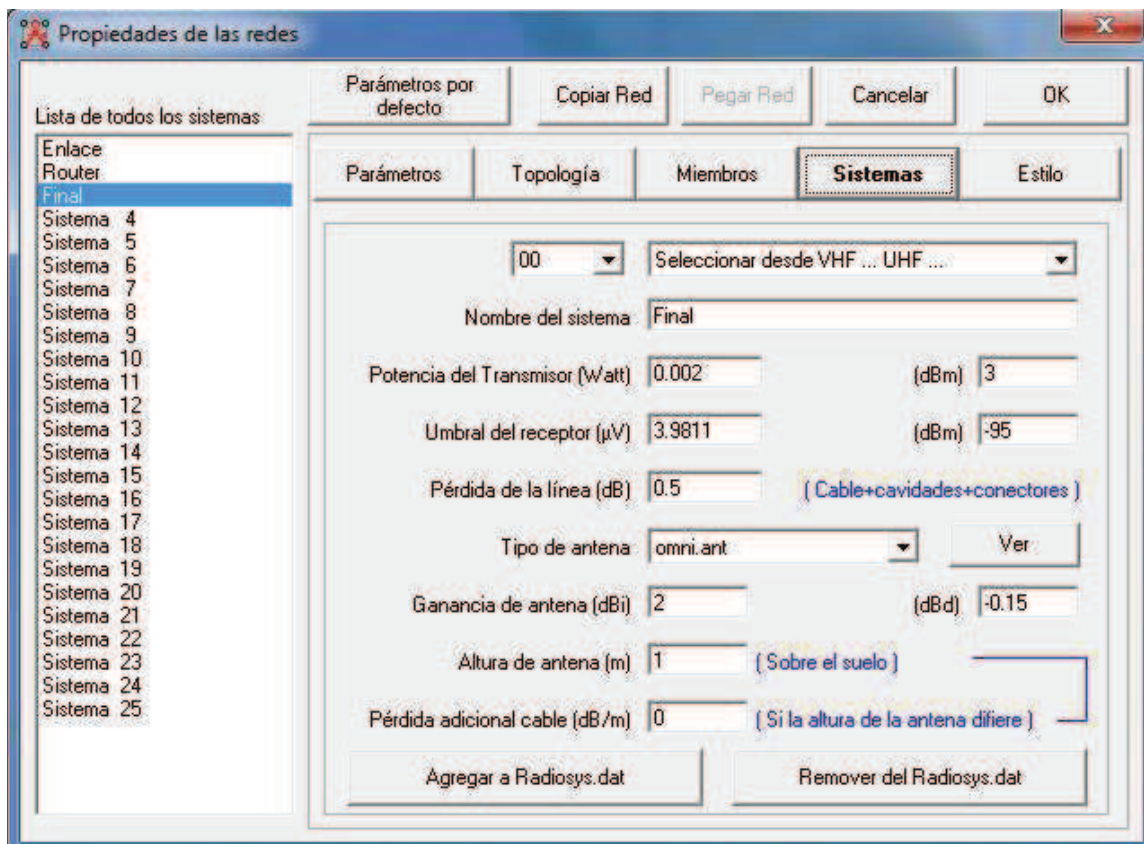 Propiedades de las redes
Lista de todos los sistemas
Enlace
Router
Final
Sistema 4
Sistema 5
Sistema 6
Sistema 7
Sistema 8
Sistema 9
Sistema 10
Sistema 11
Sistema 12
Sistema 13
Sistema 14
Sistema 15
Sistema 16
Sistema 17
Sistema 18
Sistema 19
Sistema 20
Sistema 21
Sistema 22
Sistema 23
Sistema 24
Sistema 25
Parámetros por
defecto
Copiar Red
Pegar Red
Cancelar
OK
Parámetros
Topología
Miembros
Sistemas
Estilo
00 Seleccionar desde VHF ... UHF ...
Nombre del sistema Final
Potencia del Transmisor (Watt) 0.002 (dBm) 3
Umbral del receptor (µV) 3.9811 (dBm) -95
Pérdida de la línea (dB) 0.5 ( Cable+cavidades+conectores )
Tipo de antena omni.ant Ver
Ganancia de antena (dBi) 2 (dBd) -0.15
Altura de antena (m) 1 ( Sobre el suelo )
Pérdida adicional cable (dB/m) 0 ( Si la altura de la antena difiere )
Agregar a Radiosys.dat
Remover del Radiosys.dat